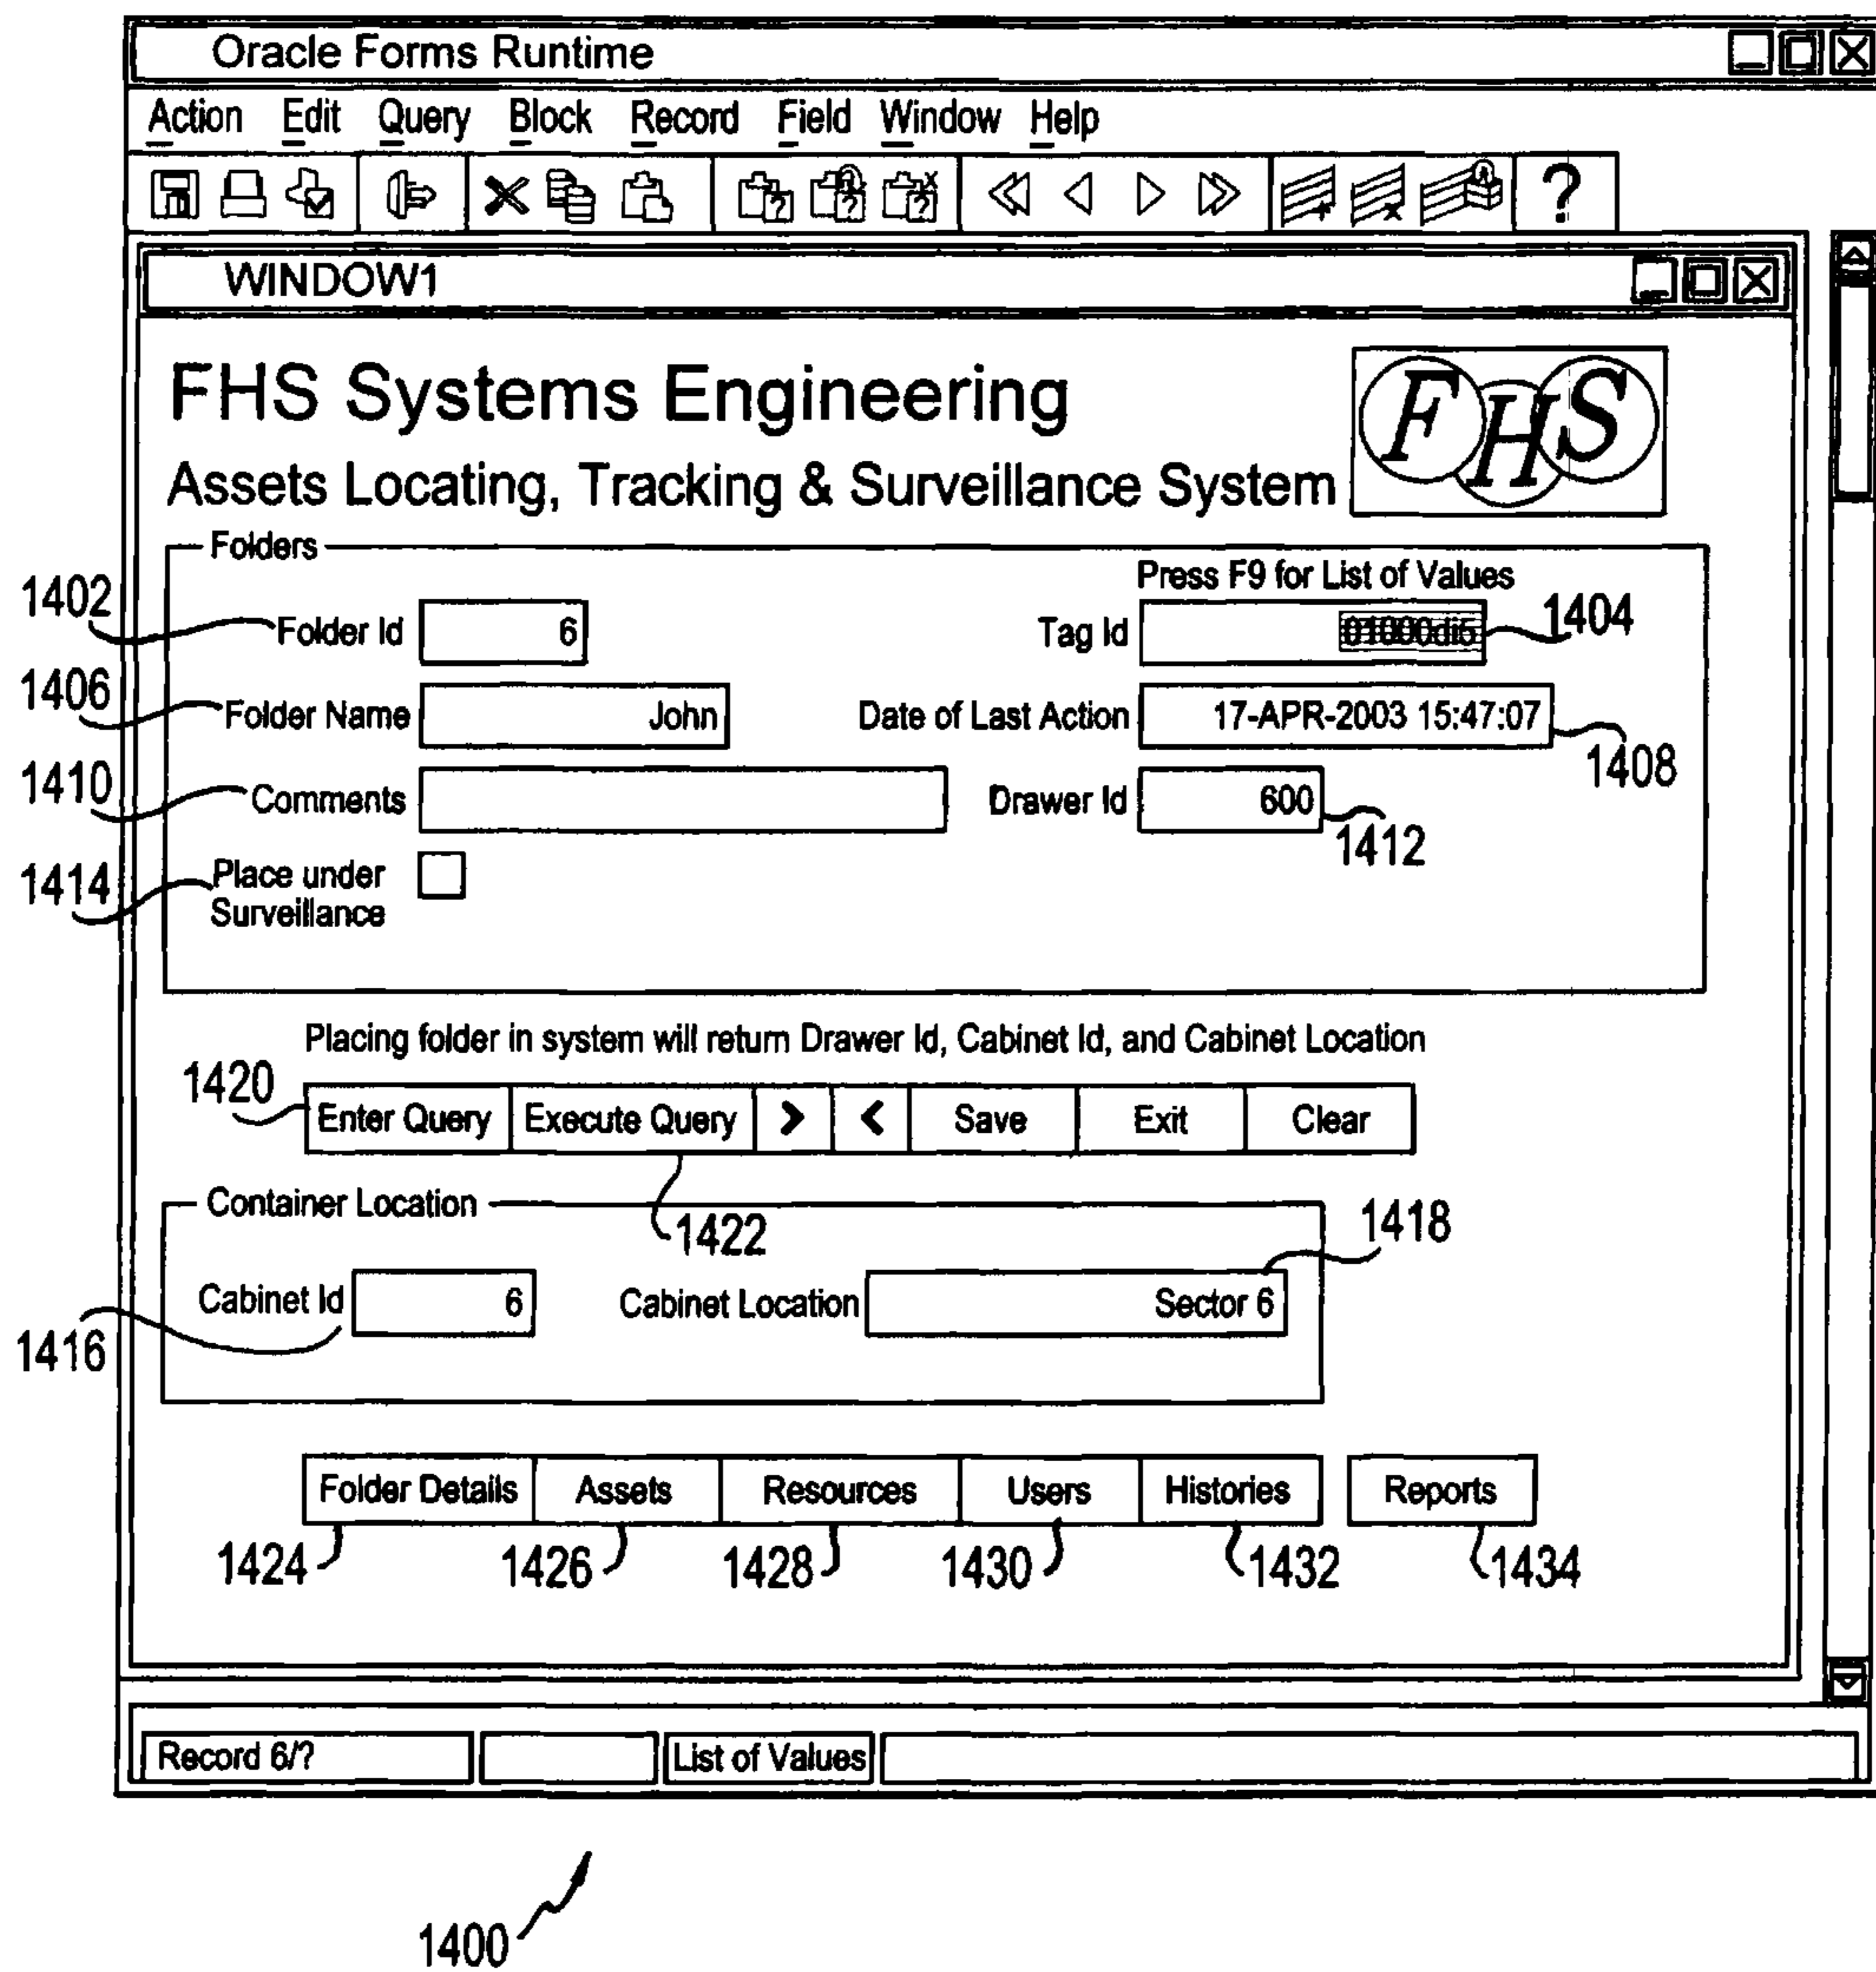 Oracle Forms Runtime
Action Edit Query Block Record Field Window Help
?
WINDOW1
FHS Systems Engineering
FHS
Assets Locating, Tracking & Surveillance System
Folders
Press F9 for List of Values
1402 Folder Id 6 Tag Id 01000di5 1404
1406 Folder Name John Date of Last Action 17-APR-2003 15:47:07 1408
1410 Comments Drawer Id 600 1412
1414 Place under
Surveillance
Placing folder in system will return Drawer Id, Cabinet Id, and Cabinet Location
1420
Enter Query Execute Query > < Save Exit Clear
Container Location
1422 1418
Cabinet Id 6 Cabinet Location Sector 6
1416
Folder Details Assets Resources Users Histories Reports
1424 1426 1428 1430 1432 1434
Record 6/? List of Values
1400